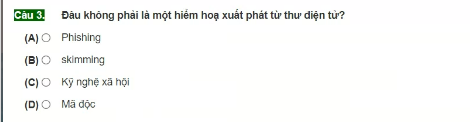 Câu 3. Đâu không phải là một hiểm hoạ xuất phát từ thư điện tử?
(A) Phishing
(B) skimming
(C) Kỹ nghệ xã hội
(D) Mã độc